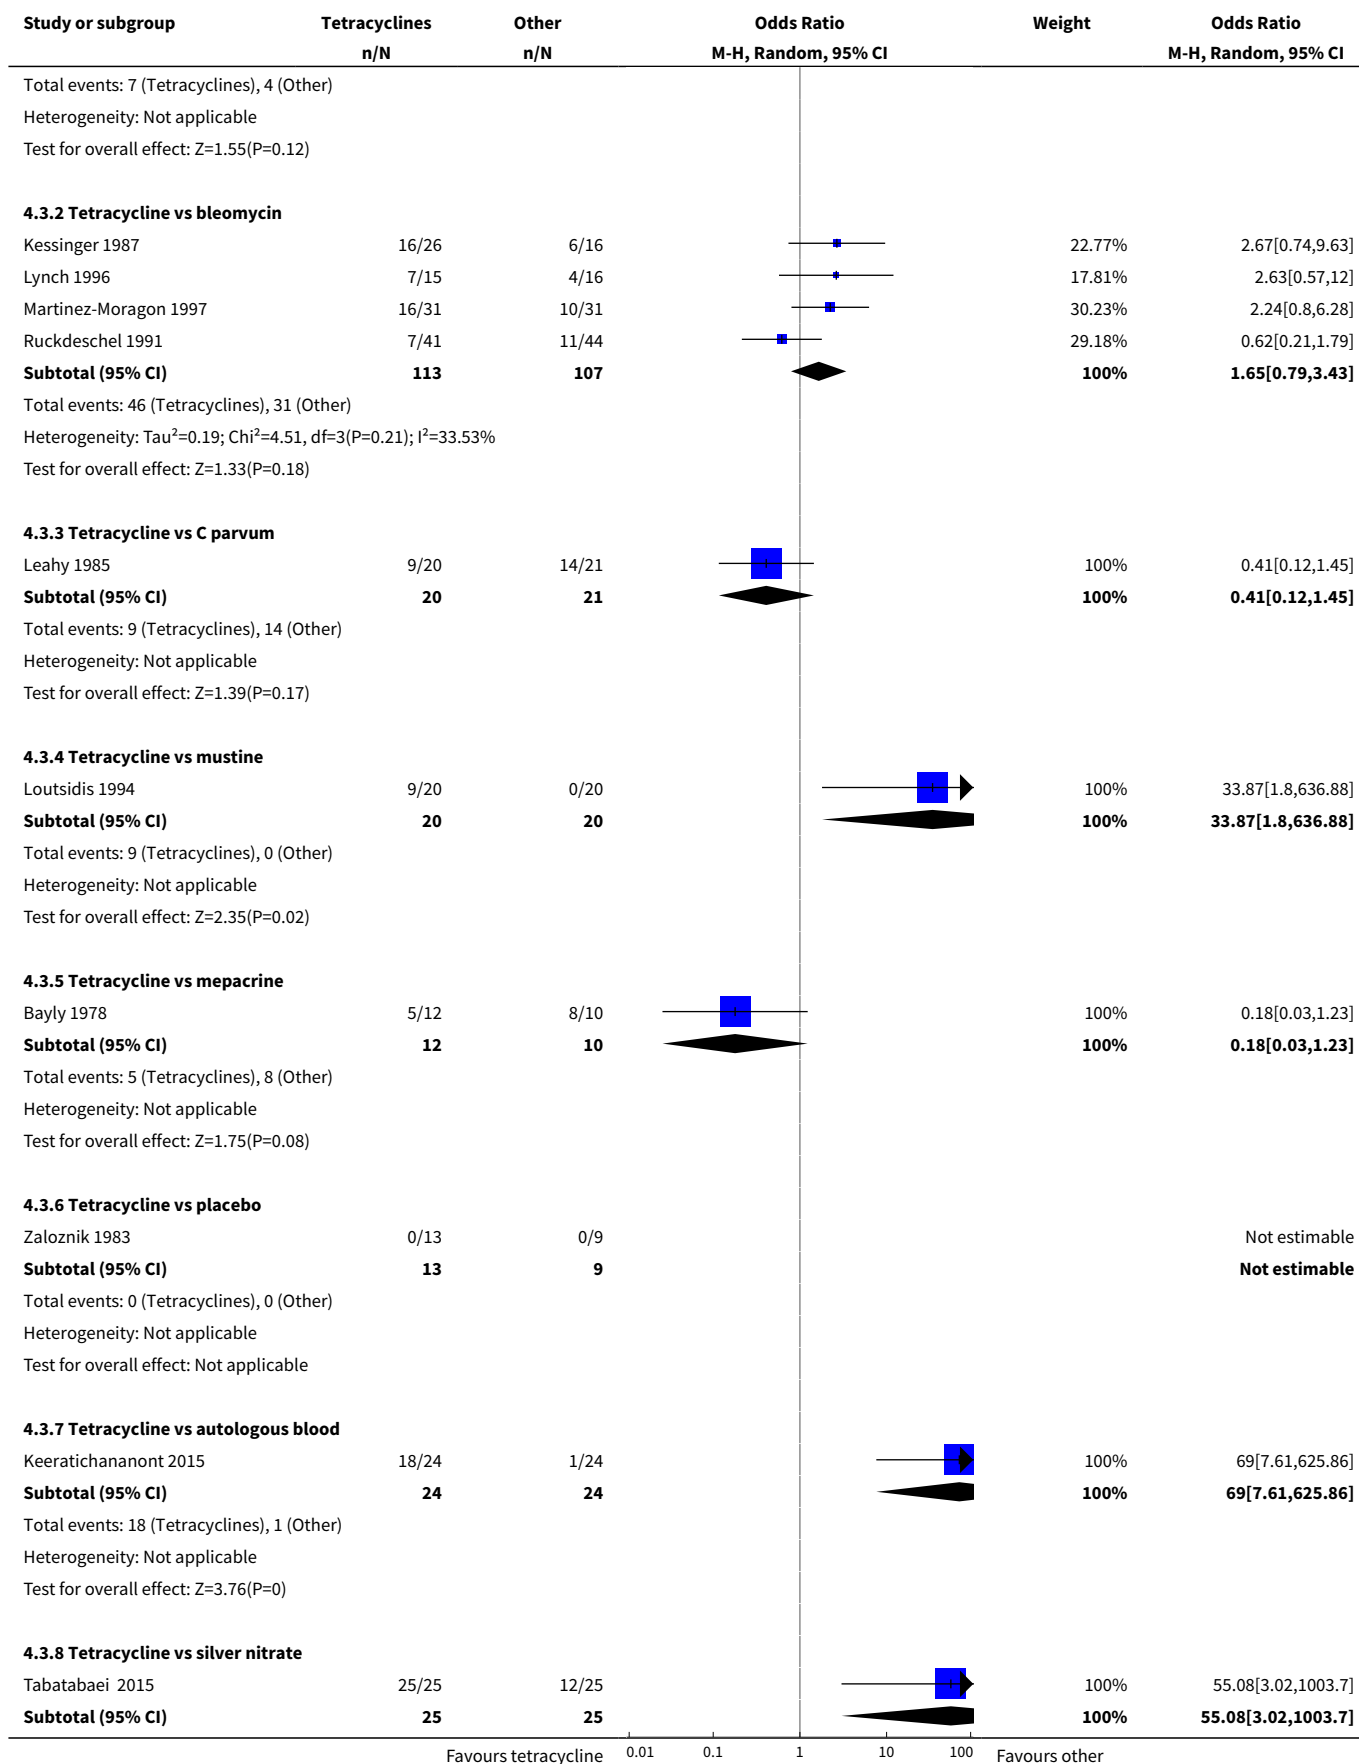 Study or subgroup Tetracyclines Other Odds Ratio Weight Odds Ratio
n/N n/N M-H, Random, 95% CI M-H, Random, 95% CI
Total events: 7 (Tetracyclines), 4 (Other)
Heterogeneity: Not applicable
Test for overall effect: Z=1.55(P=0.12)
4.3.2 Tetracycline vs bleomycin
Kessinger 1987 16/26 6/16 22.77% 2.67[0.74,9.63]
Lynch 1996 7/15 4/16 17.81% 2.63[0.57,12]
Martinez-Moragon 1997 16/31 10/31 30.23% 2.24[0.8,6.28]
Ruckdeschel 1991 7/41 11/44 29.18% 0.62[0.21,1.79]
Subtotal (95% CI) 113 107 100% 1.65[0.79,3.43]
Total events: 46 (Tetracyclines), 31 (Other)
Heterogeneity: Tau²=0.19; Chi²=4.51, df=3(P=0.21); I²=33.53%
Test for overall effect: Z=1.33(P=0.18)
4.3.3 Tetracycline vs C parvum
Leahy 1985 9/20 14/21 100% 0.41[0.12,1.45]
Subtotal (95% CI) 20 21 100% 0.41[0.12,1.45]
Total events: 9 (Tetracyclines), 14 (Other)
Heterogeneity: Not applicable
Test for overall effect: Z=1.39(P=0.17)
4.3.4 Tetracycline vs mustine
Loutsidis 1994 9/20 0/20 100% 33.87[1.8,636.88]
Subtotal (95% CI) 20 20 100% 33.87[1.8,636.88]
Total events: 9 (Tetracyclines), 0 (Other)
Heterogeneity: Not applicable
Test for overall effect: Z=2.35(P=0.02)
4.3.5 Tetracycline vs mepacrine
Bayly 1978 5/12 8/10 100% 0.18[0.03,1.23]
Subtotal (95% CI) 12 10 100% 0.18[0.03,1.23]
Total events: 5 (Tetracyclines), 8 (Other)
Heterogeneity: Not applicable
Test for overall effect: Z=1.75(P=0.08)
4.3.6 Tetracycline vs placebo
Zaloznik 1983 0/13 0/9 Not estimable
Subtotal (95% CI) 13 9 Not estimable
Total events: 0 (Tetracyclines), 0 (Other)
Heterogeneity: Not applicable
Test for overall effect: Not applicable
4.3.7 Tetracycline vs autologous blood
Keeratichananont 2015 18/24 1/24 100% 69[7.61,625.86]
Subtotal (95% CI) 24 24 100% 69[7.61,625.86]
Total events: 18 (Tetracyclines), 1 (Other)
Heterogeneity: Not applicable
Test for overall effect: Z=3.76(P=0)
4.3.8 Tetracycline vs silver nitrate
Tabatabaei 2015 25/25 12/25 100% 55.08[3.02,1003.7]
Subtotal (95% CI) 25 25 100% 55.08[3.02,1003.7]
Favours tetracycline 0.01 0.1 1 10 100 Favours other